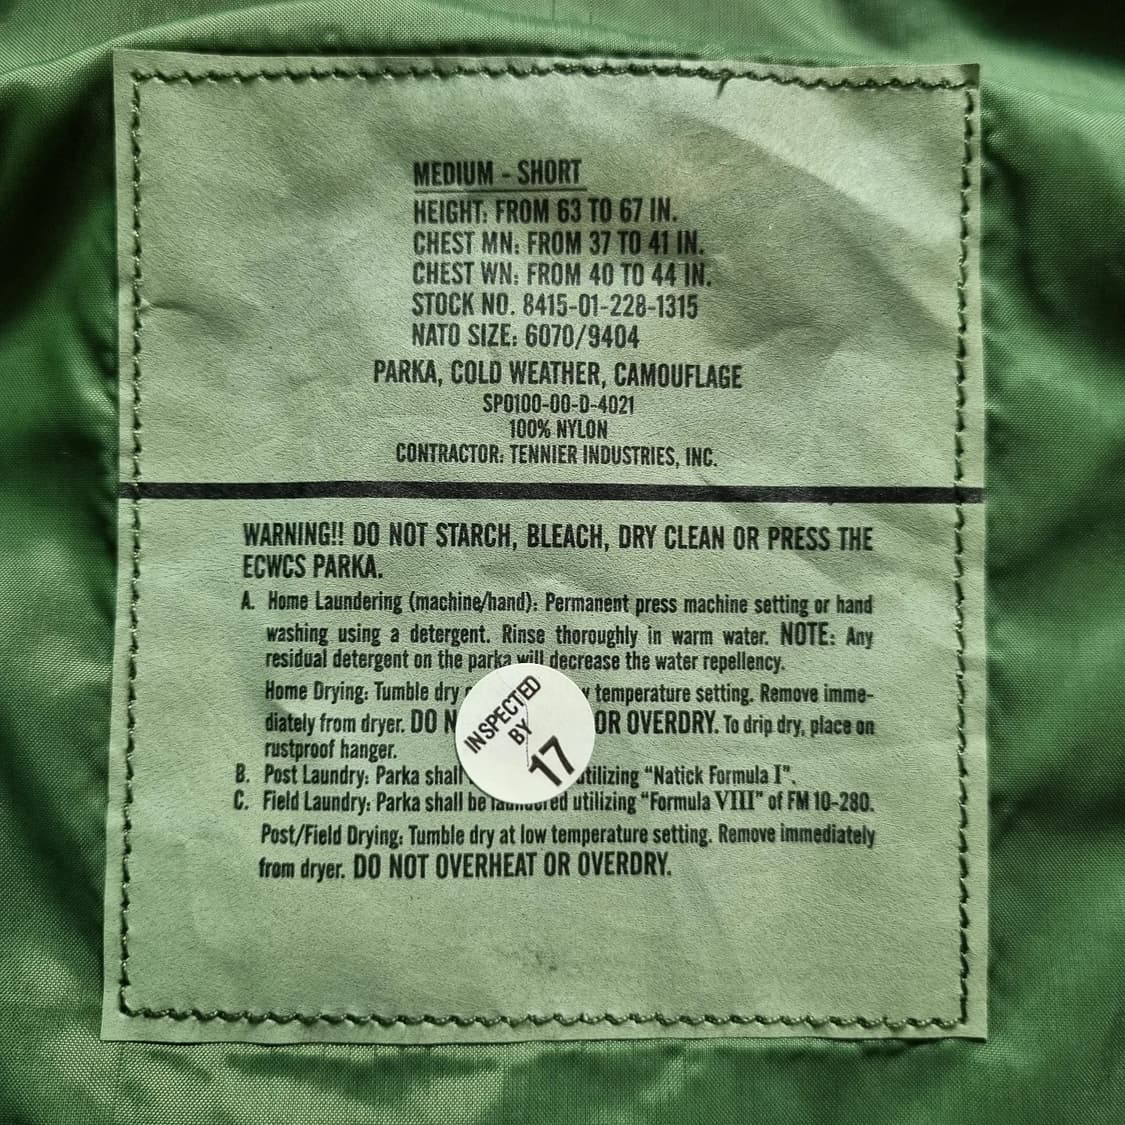 MEDIUM - SHORT
HEIGHT: FROM 63 TO 67 IN.
CHEST MN: FROM 37 TO 41 IN.
CHEST WN: FROM 40 TO 44 IN.
STOCK NO. 8415-01-228-1315
NATO SIZE: 6070/9404
PARKA, COLD WEATHER, CAMOUFLAGE
SP0100-00-D-4021
100% NYLON
CONTRACTOR: TENNIER INDUSTRIES, INC.
WARNING!! DO NOT STARCH, BLEACH, DRY CLEAN OR PRESS THE
ECWCS PARKA.
A. Home Laundering (machine/hand): Permanent press machine setting or hand
washing using a detergent. Rinse thoroughly in warm water. NOTE: Any
residual detergent on the parka will decrease the water repellency.
Home Drying: Tumble dry temperature setting. Remove imme-
diately from dryer. DO OR OVERDRY. To drip dry, place on
rustproof hanger.
B. Post Laundry: Parka shall utilizing "Natick Formula I".
C. Field Laundry: Parka shall be laundered utilizing "Formula VIII" of FM 10-280.
Post/Field Drying: Tumble dry at low temperature setting. Remove immediately
from dryer. DO NOT OVERHEAT OR OVERDRY.
INSPECTED
BY
17